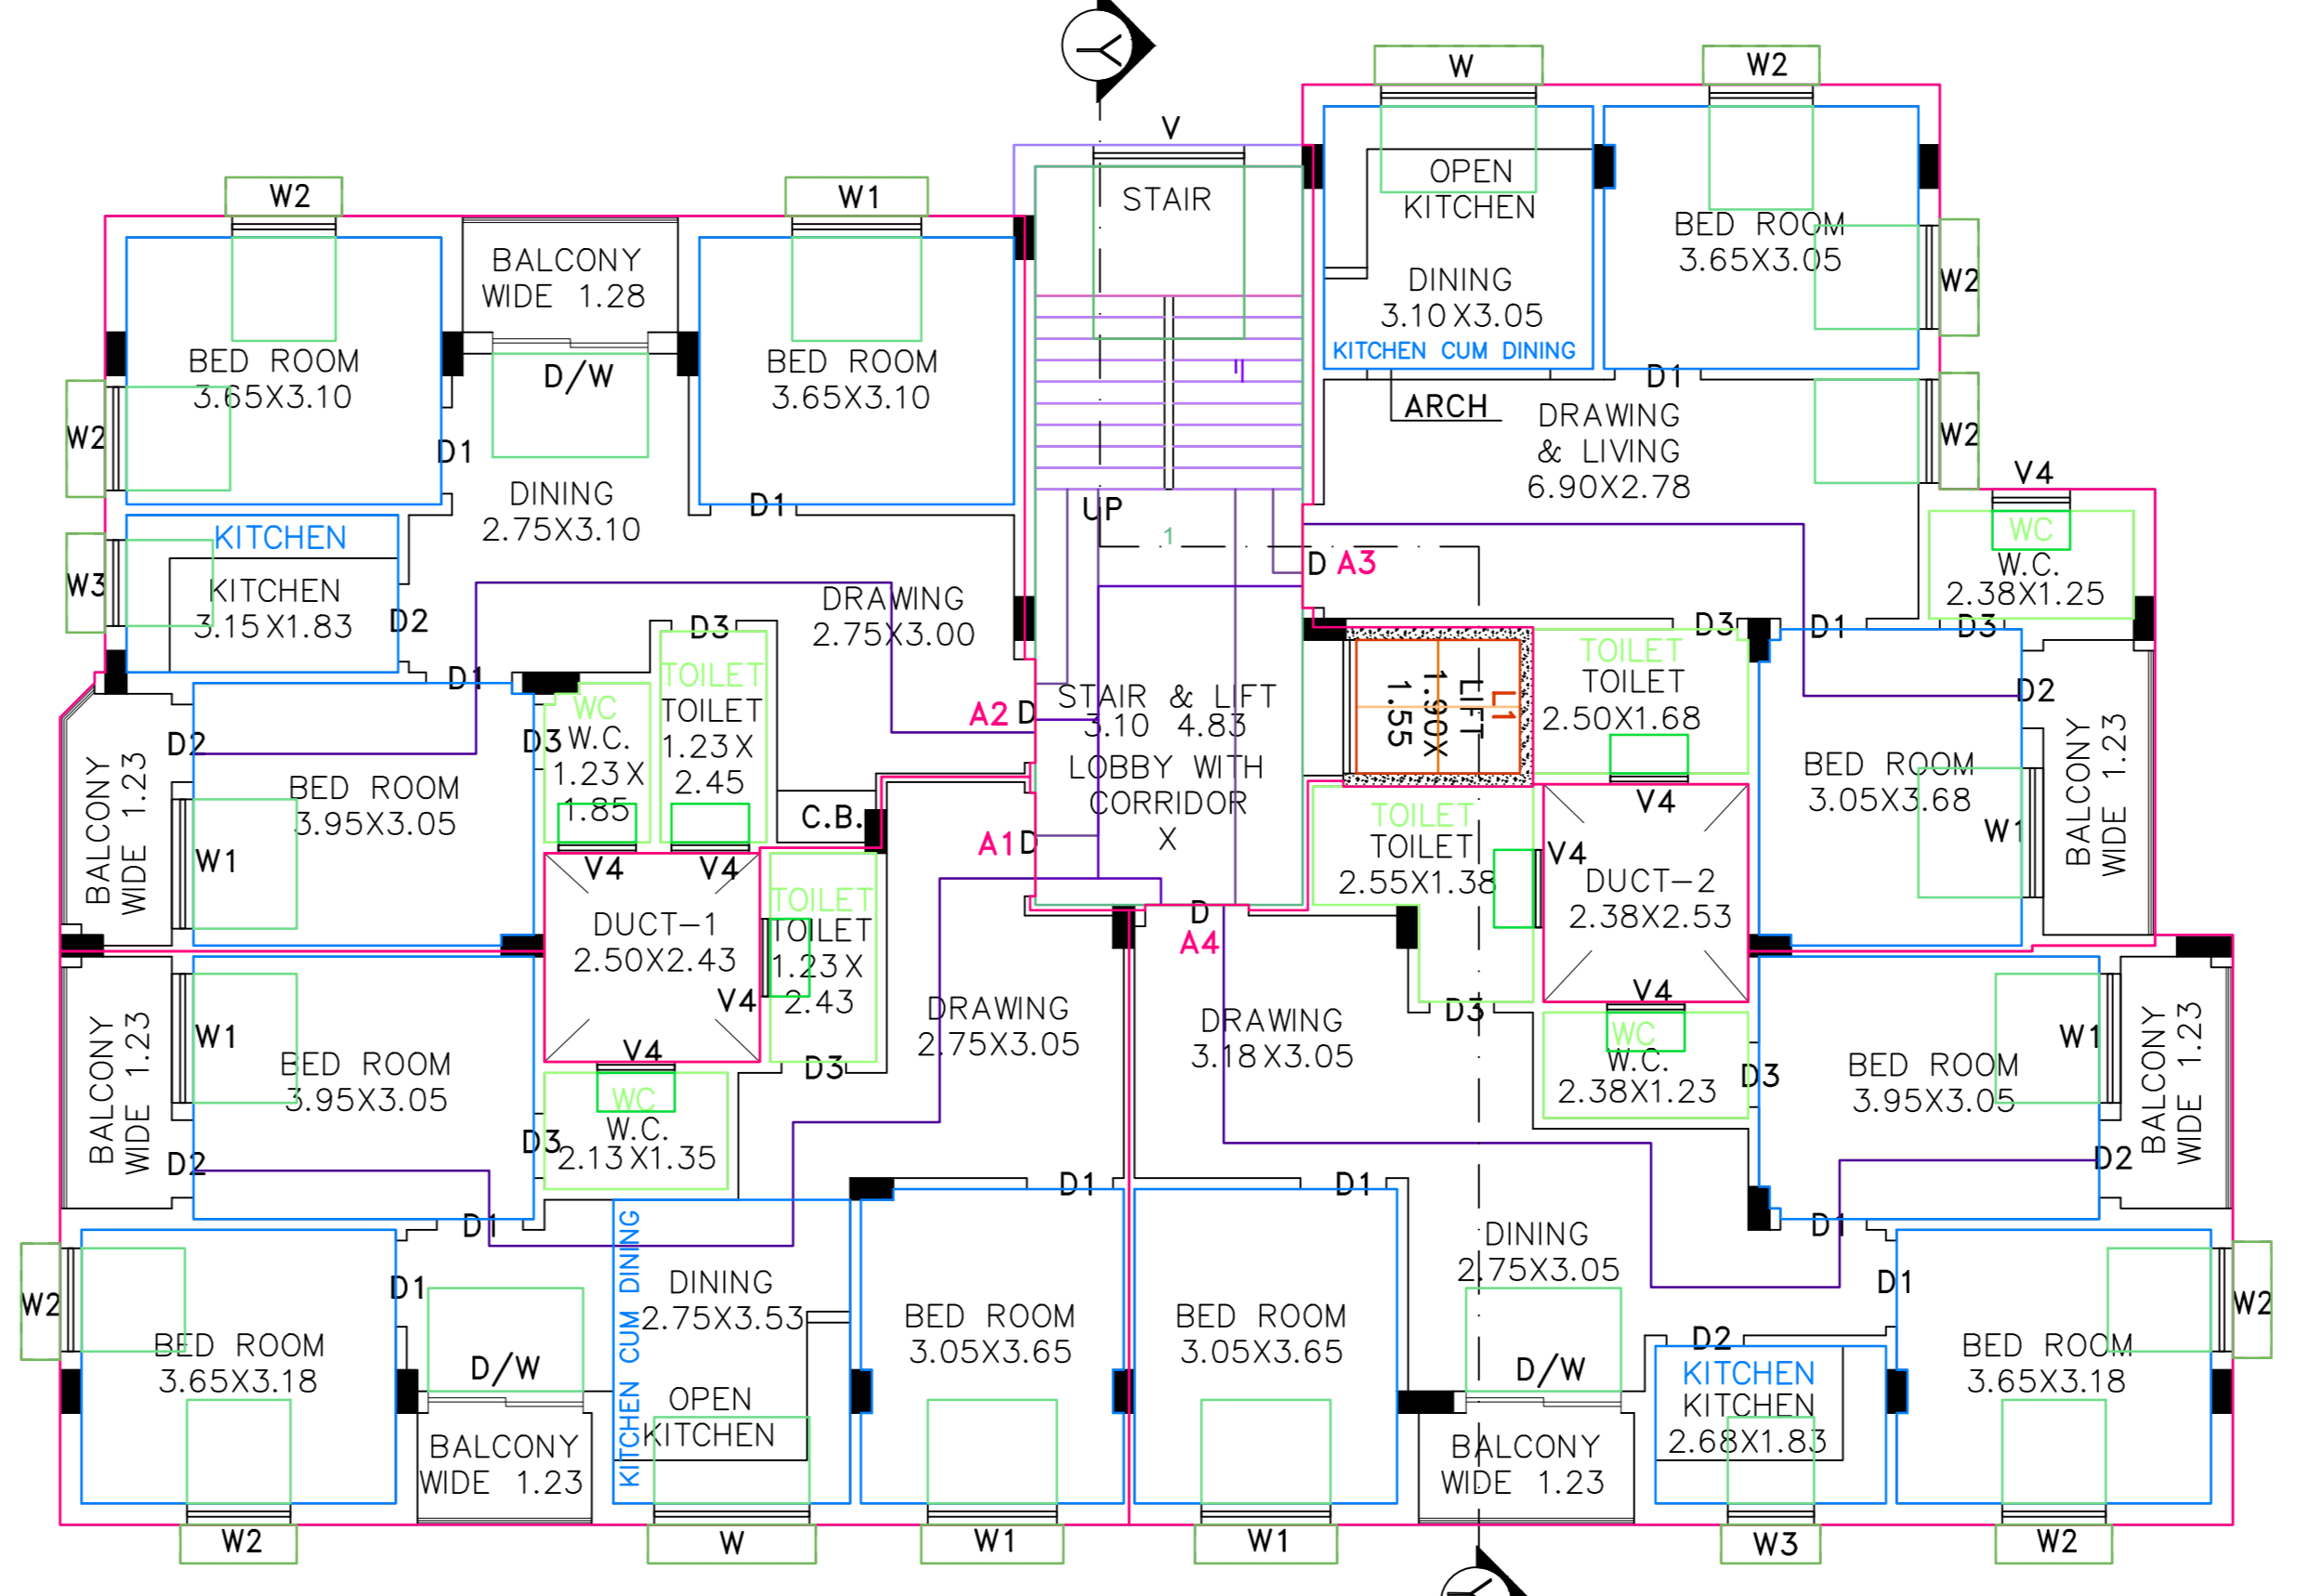 W
W2
V
STAIR
OPEN
KITCHEN
BED ROOM
3.65X3.05
W2
W2
W1
BALCONY
WIDE 1.28
DINING
3.10X3.05
KITCHEN CUM DINING
BED ROOM
3.65X3.10
D/W
BED ROOM
3.65X3.10
D1
ARCH
DRAWING
& LIVING
6.90X2.78
W2
W2
D1
V4
DINING
2.75X3.10
D1
UP
1
WC
W.C.
2.38X1.25
KITCHEN
W3
KITCHEN
3.15X1.83
D2
DRAWING
2.75X3.00
D A3
D3
D3
D1
D3
D1
TOILET
TOILET
1.23X
2.45
TOILET
TOILET
2.50X1.68
D2
WC
W.C.
1.23X
1.85
D3
D2
A2 D
STAIR & LIFT
3.10 4.83
LOBBY WITH
CORRIDOR
X
L1
LIFT
1.90X
1.55
BALCONY
WIDE 1.23
BED ROOM
3.95X3.05
W1
C.B.
A1 D
TOILET
TOILET
2.55X1.38
V4
V4
BED ROOM
3.05X3.68
W1
BALCONY
WIDE 1.23
V4
V4
DUCT-1
2.50X2.43
TOILET
TOILET
1.23X
2.43
V4
DUCT-2
2.38X2.53
D
A4
V4
BALCONY
WIDE 1.23
W1
BED ROOM
3.95X3.05
V4
WC
W.C.
2.13X1.35
D3
D2
D3
DRAWING
2.75X3.05
DRAWING
3.18X3.05
D3
WC
W.C.
2.38X1.23
D3
BED ROOM
3.95X3.05
W1
D2
BALCONY
WIDE 1.23
D1
D1
D1
D1
D1
W2
BED ROOM
3.65X3.18
D/W
BALCONY
WIDE 1.23
KITCHEN CUM DINING
DINING
2.75X3.53
OPEN
KITCHEN
BED ROOM
3.05X3.65
BED ROOM
3.05X3.65
DINING
2.75X3.05
D/W
BALCONY
WIDE 1.23
D2
KITCHEN
KITCHEN
2.68X1.83
D1
BED ROOM
3.65X3.18
W2
W2
W
W1
W1
W3
W2